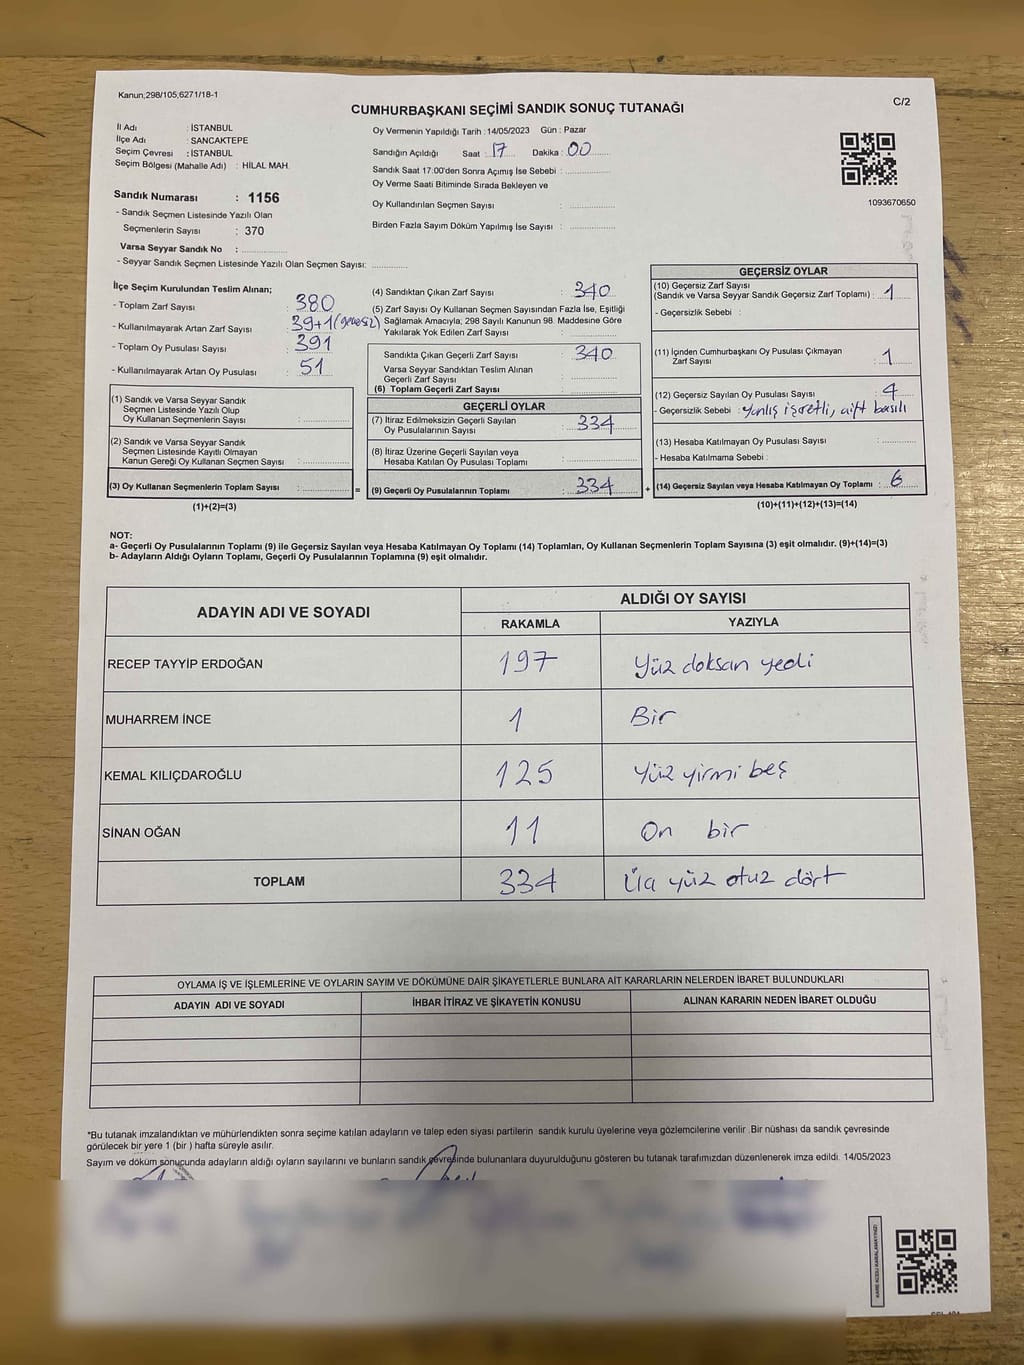 Kanun;298/105,6271/18-1
C/2
CUMHURBAŞKANI SEÇİMİ SANDIK SONUÇ TUTANAĞI
İl Adı : İSTANBUL
İlçe Adı : SANCAKTEPE
Seçim Çevresi : İSTANBUL
Seçim Bölgesi (Mahalle Adı) : HİLAL MAH.
Sandık Numarası : 1156
- Sandık Seçmen Listesinde Yazılı Olan
Seçmenlerin Sayısı : 370
Varsa Seyyar Sandık No :
- Seyyar Sandık Seçmen Listesinde Yazılı Olan Seçmen Sayısı:
Oy Vermenin Yapıldığı Tarih : 14/05/2023 Gün : Pazar
Sandığın Açıldığı Saat : 17 Dakika : 00
Sandık Saat 17:00'den Sonra Açımış İse Sebebi :
Oy Verme Saati Bitiminde Sırada Bekleyen ve
Oy Kullandırılan Seçmen Sayısı :
Birden Fazla Sayım Döküm Yapılmış İse Sayısı :
1093670650
İlçe Seçim Kurulundan Teslim Alınan;
- Toplam Zarf Sayısı : 380
- Kullanılmayarak Artan Zarf Sayısı : 39+1(geçersiz)
- Toplam Oy Pusulası Sayısı : 391
- Kullanılmayarak Artan Oy Pusulası : 51
(1) Sandık ve Varsa Seyyar Sandık
Seçmen Listesinde Yazılı Olup
Oy Kullanan Seçmenlerin Sayısı :
(2) Sandık ve Varsa Seyyar Sandık
Seçmen Listesinde Kayıtlı Olmayan
Kanun Gereği Oy Kullanan Seçmen Sayısı :
(3) Oy Kullanan Seçmenlerin Toplam Sayısı :
(1)+(2)=(3)
(4) Sandıktan Çıkan Zarf Sayısı : 340
(5) Zarf Sayısı Oy Kullanan Seçmen Sayısından Fazla İse, Eşitliği
Sağlamak Amacıyla; 298 Sayılı Kanunun 98. Maddesine Göre
Yakılarak Yok Edilen Zarf Sayısı :
Sandıkta Çıkan Geçerli Zarf Sayısı : 340
Varsa Seyyar Sandıktan Teslim Alınan
Geçerli Zarf Sayısı :
(6) Toplam Geçerli Zarf Sayısı
GEÇERLİ OYLAR
(7) İtiraz Edilmeksizin Geçerli Sayılan
Oy Pusulalarının Sayısı : 334
(8) İtiraz Üzerine Geçerli Sayılan veya
Hesaba Katılan Oy Pusulası Toplamı :
= (9) Geçerli Oy Pusulalarının Toplamı : 334
GEÇERSİZ OYLAR
(10) Geçersiz Zarf Sayısı
(Sandık ve Varsa Seyyar Sandık Geçersiz Zarf Toplamı) : 1
- Geçersizlik Sebebi :
(11) İçinden Cumhurbaşkanı Oy Pusulası Çıkmayan
Zarf Sayısı : 1
(12) Geçersiz Sayılan Oy Pusulası Sayısı : 4
- Geçersizlik Sebebi : Yanlış işaretli, çift basılı
(13) Hesaba Katılmayan Oy Pusulası Sayısı :
- Hesaba Katılmama Sebebi :
+ (14) Geçersiz Sayılan veya Hesaba Katılmayan Oy Toplamı : 6
(10)+(11)+(12)+(13)=(14)
NOT:
a- Geçerli Oy Pusulalarının Toplamı (9) ile Geçersiz Sayılan veya Hesaba Katılmayan Oy Toplamı (14) Toplamları, Oy Kullanan Seçmenlerin Toplam Sayısına (3) eşit olmalıdır. (9)+(14)=(3)
b- Adayların Aldığı Oyların Toplamı, Geçerli Oy Pusulalarının Toplamına (9) eşit olmalıdır.
ADAYIN ADI VE SOYADI
ALDIĞI OY SAYISI
RAKAMLA YAZIYLA
RECEP TAYYİP ERDOĞAN 197 Yüz doksan yedi
MUHARREM İNCE 1 Bir
KEMAL KILIÇDAROĞLU 125 Yüz yirmi beş
SİNAN OĞAN 11 On bir
TOPLAM 334 Üç yüz otuz dört
OYLAMA İŞ VE İŞLEMLERİNE VE OYLARIN SAYIM VE DÖKÜMÜNE DAİR ŞİKAYETLERLE BUNLARA AİT KARARLARIN NELERDEN İBARET BULUNDUKLARI
ADAYIN ADI VE SOYADI İHBAR İTİRAZ VE ŞİKAYETİN KONUSU ALINAN KARARIN NEDEN İBARET OLDUĞU
*Bu tutanak imzalandıktan ve mühürlendikten sonra seçime katılan adayların ve talep eden siyasi partilerin sandık kurulu üyelerine veya gözlemcilerine verilir .Bir nüshası da sandık çevresinde
görülecek bir yere 1 (bir ) hafta süreyle asılır.
Sayım ve döküm sonucunda adayların aldığı oyların sayılarını ve bunların sandık çevresinde bulunanlara duyurulduğunu gösteren bu tutanak tarafımızdan düzenlenerek imza edildi. 14/05/2023